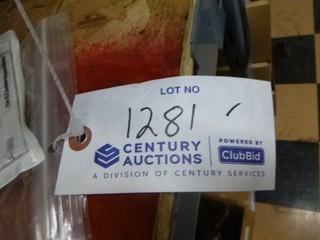 LOT NO
1281
CENTURY
AUCTIONS
POWERED BY
ClubBid
A DIVISION OF CENTURY SERVICES